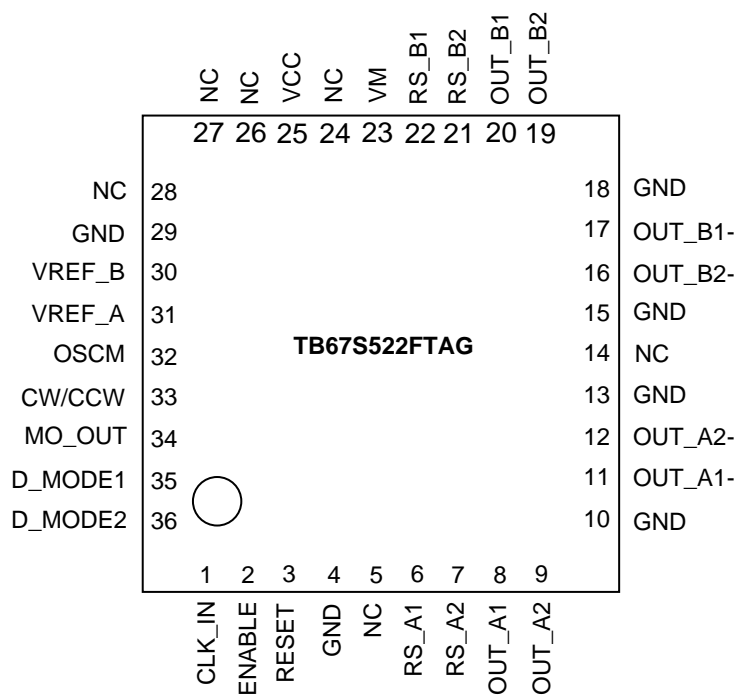 NC
NC
VCC
NC
VM
RS_B1
RS_B2
OUT_B1
OUT_B2
27 26 25 24 23 22 21 20 19
NC 28
GND 29
VREF_B 30
VREF_A 31
OSCM 32
CW/CCW 33
MO_OUT 34
D_MODE1 35
D_MODE2 36
TB67S522FTAG
18 GND
17 OUT_B1-
16 OUT_B2-
15 GND
14 NC
13 GND
12 OUT_A2-
11 OUT_A1-
10 GND
1 2 3 4 5 6 7 8 9
CLK_IN
ENABLE
RESET
GND
NC
RS_A1
RS_A2
OUT_A1
OUT_A2